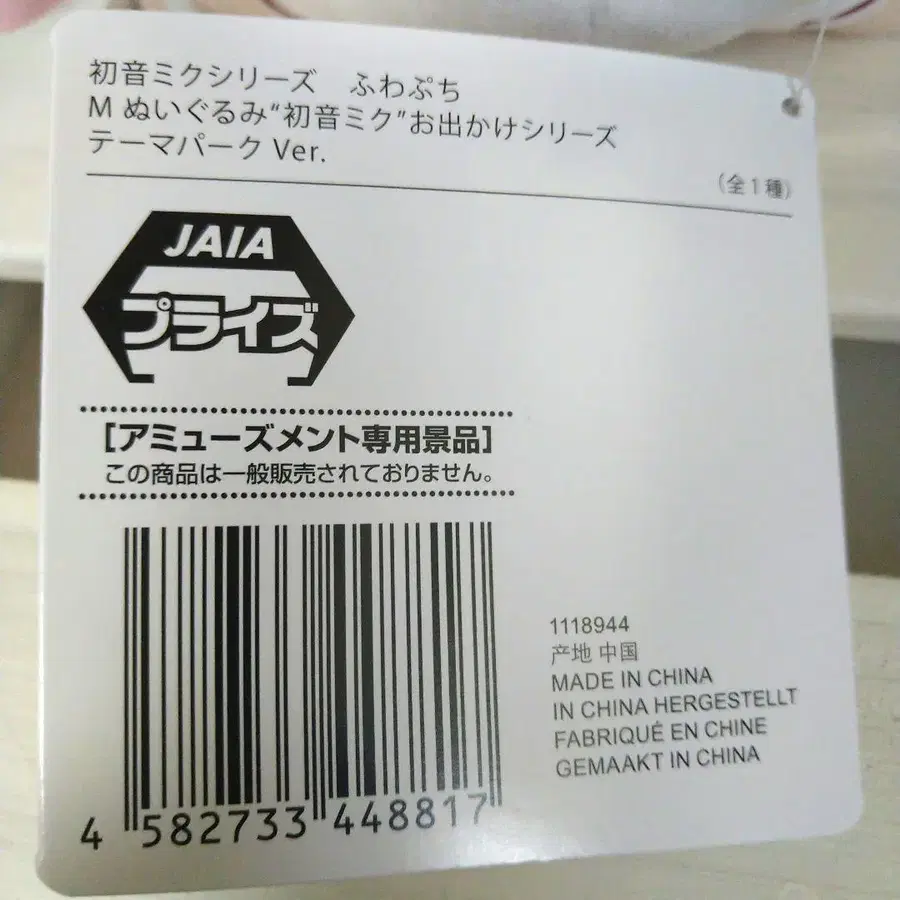 初音ミクシリーズ　ふわぷち
M ぬいぐるみ“初音ミク”お出かけシリーズ
テーマパーク Ver.
（全1種）
JAIA
プライズ
［アミューズメント専用景品］
この商品は一般販売されておりません。
1118944
产地 中国
MADE IN CHINA
IN CHINA HERGESTELLT
FABRIQUÉ EN CHINE
GEMAAKT IN CHINA
4 582733 448817